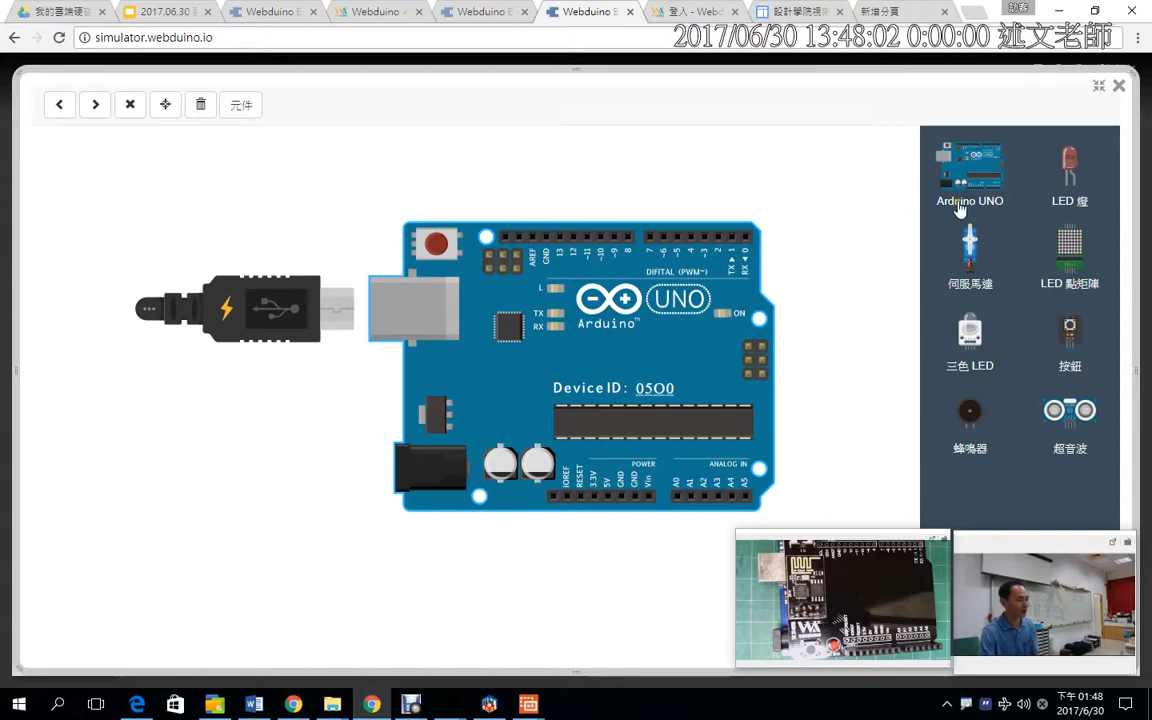 我的雲端硬
2017.06.30
Webduino B
Webduino
Webduino B
Webduino B
登入 - Webd
設計學院視
新增分頁
simulator.webduino.io
2017/06/30 13:48:02 0:00:00 述文老師
元件
Arduino UNO
LED 燈
伺服馬達
LED 點矩陣
三色 LED
按鈕
蜂鳴器
超音波
AREF
GND
13
12
~11
~10
~9
8
7
~6
~5
4
~3
2
TX ► 1
RX ◄ 0
DIFITAL (PWM~)
L
TX
RX
UNO
Arduino™
ON
Device ID : 05O0
POWER
ANALOG IN
IOREF
RESET
3.3V
5V
GND
GND
Vin
A0
A1
A2
A3
A4
A5
下午 01:48
2017/6/30